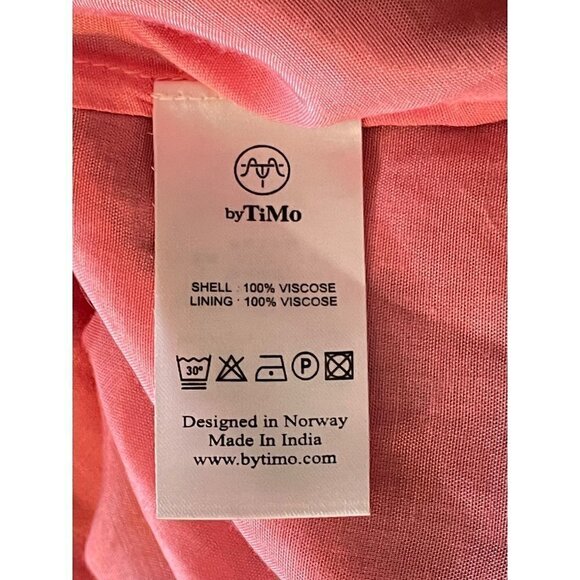 byTiMo
SHELL : 100% VISCOSE
LINING : 100% VISCOSE
30° P
Designed in Norway
Made In India
www.bytimo.com